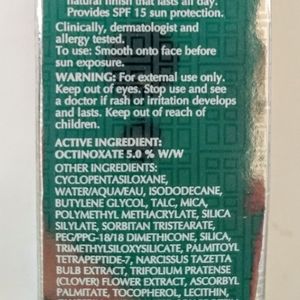 natural finish that lasts all day.
Provides SPF 15 sun protection.
Clinically, dermatologist and
allergy tested.
To use: Smooth onto face before
sun exposure.
WARNING: For external use only.
Keep out of eyes. Stop use and see
a doctor if rash or irritation develops
and lasts. Keep out of reach of
children.
ACTIVE INGREDIENT:
OCTINOXATE 5.0 % W/W
OTHER INGREDIENTS:
CYCLOPENTASILOXANE,
WATER/AQUA/EAU, ISODODECANE,
BUTYLENE GLYCOL, TALC, MICA,
POLYMETHYL METHACRYLATE, SILICA
SILYLATE, SORBITAN TRISTEARATE,
PEG/PPG-18/18 DIMETHICONE, SILICA,
TRIMETHYLSILOXYSILICATE, PALMITOYL
TETRAPEPTIDE-7, NARCISSUS TAZETTA
BULB EXTRACT, TRIFOLIUM PRATENSE
(CLOVER) FLOWER EXTRACT, ASCORBYL
PALMITATE, TOCOPHEROL, LECITHIN,